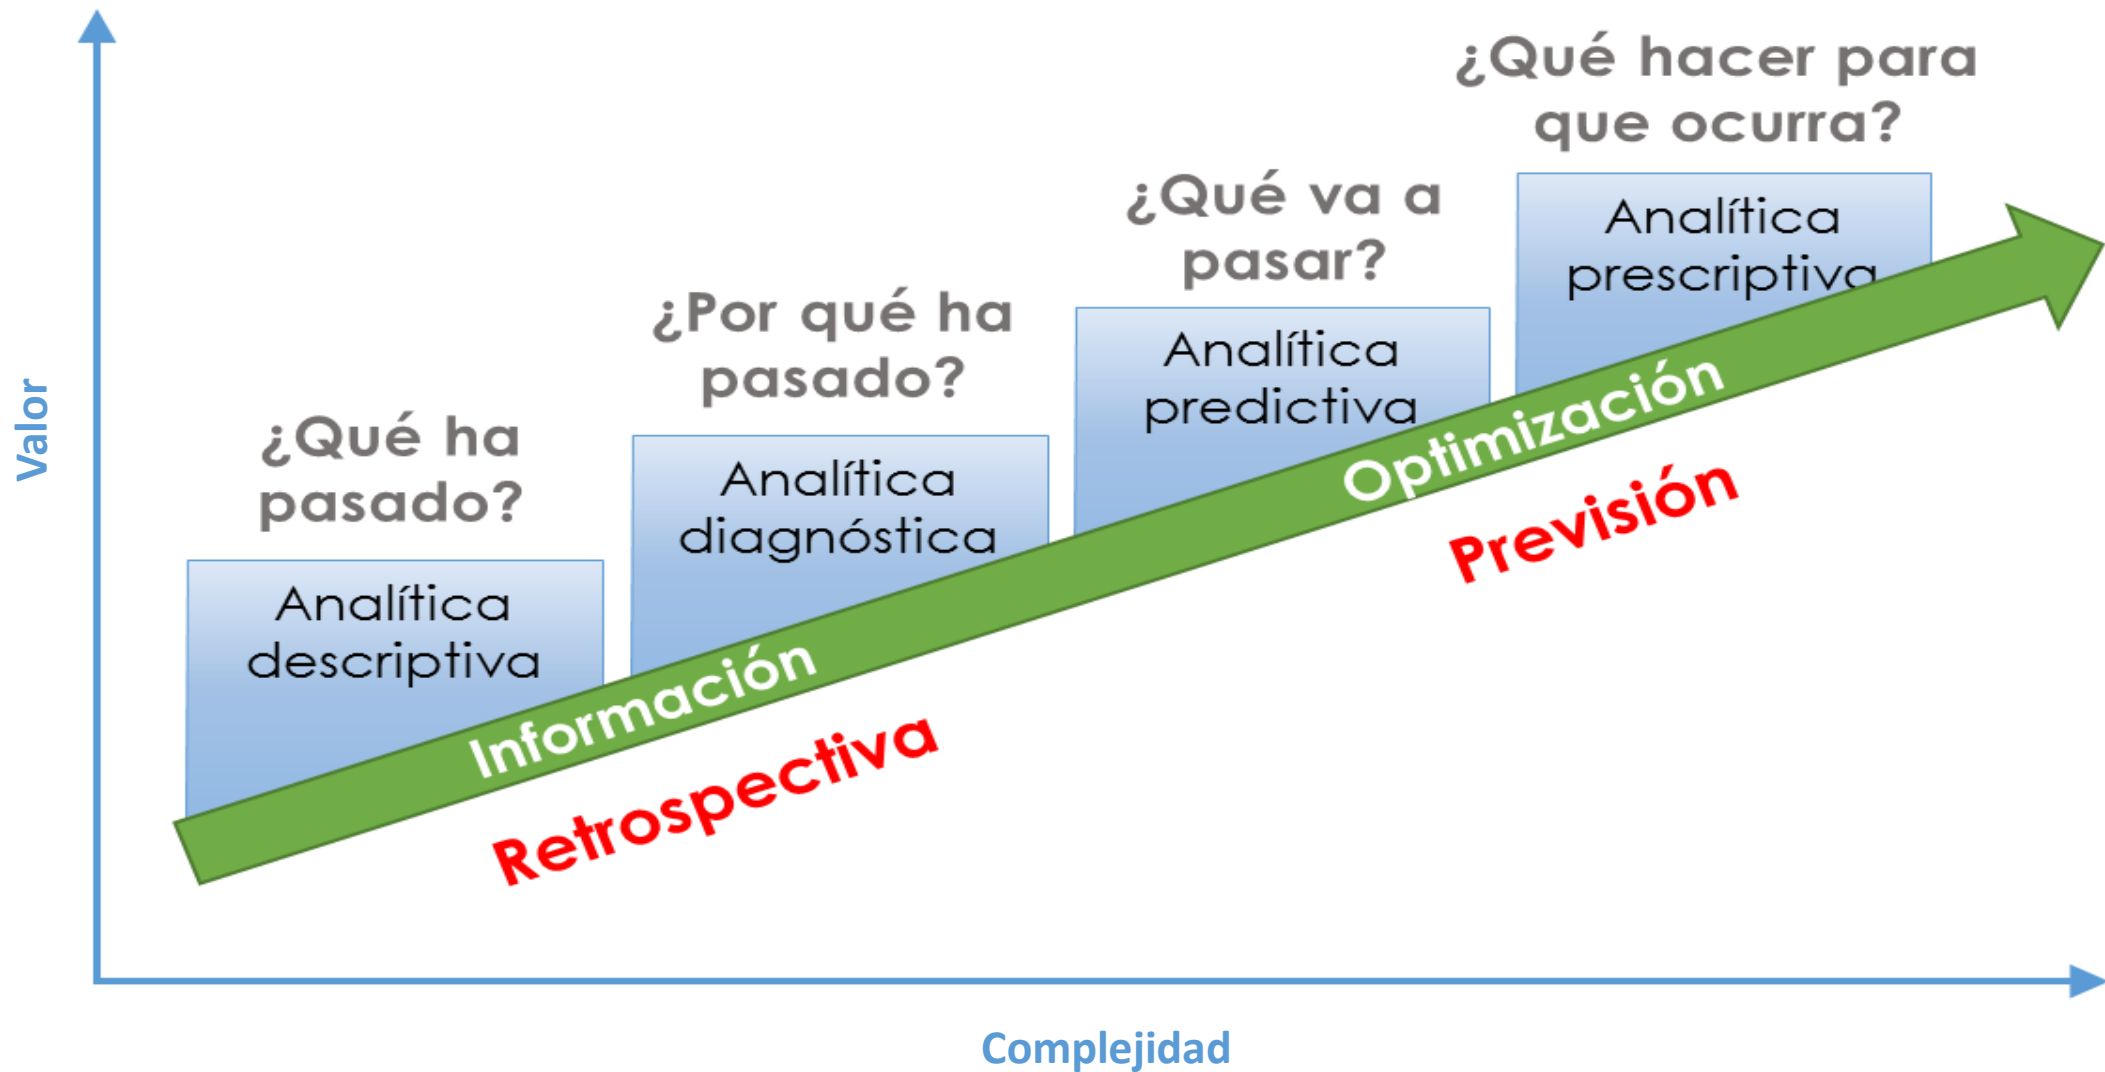 ¿Qué hacer para
que ocurra?
Analítica
prescriptiva
¿Qué va a
pasar?
Analítica
predictiva
¿Por qué ha
pasado?
Analítica
diagnóstica
¿Qué ha
pasado?
Analítica
descriptiva
Optimización
Previsión
Información
Retrospectiva
Valor
Complejidad